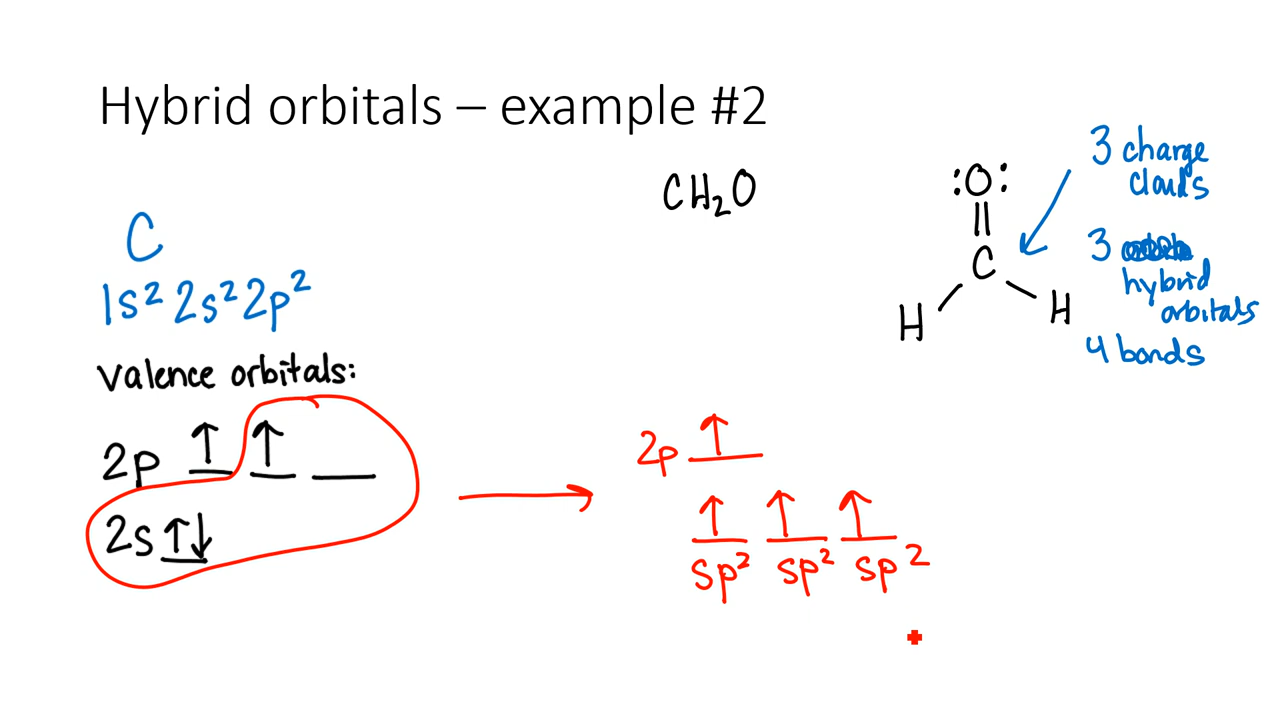 Hybrid orbitals – example #2
CH₂O
:O:
C
H H
3 charge
clouds
3
hybrid
orbitals
4 bonds
C
1s² 2s² 2p²
valence orbitals:
2p ↑ ↑
2s ↑↓
2p ↑
↑ ↑ ↑
sp² sp² sp²